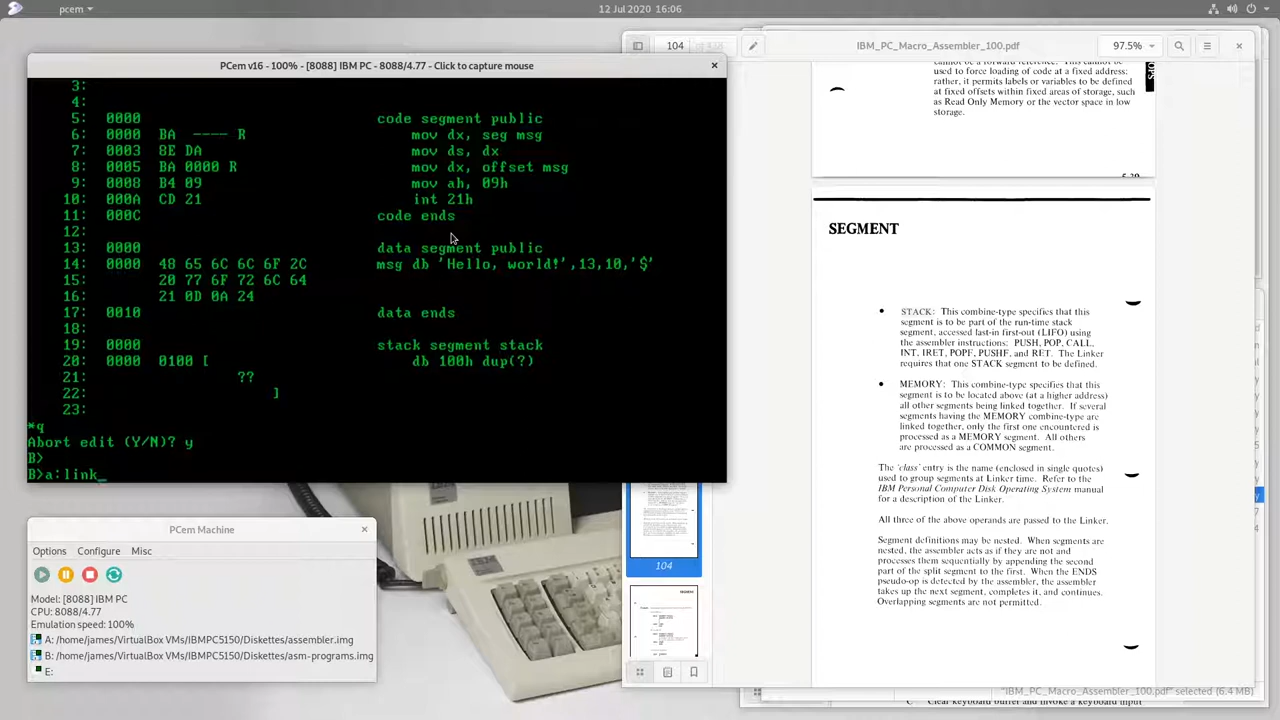 pcem
12 Jul 2020 16:06
PCem v16 - 100% - [8088] IBM PC - 8088/4.77 - Click to capture mouse
3:
4:
5: 0000 code segment public
6: 0000 BA ---- R mov dx, seg msg
7: 0003 8E DA mov ds, dx
8: 0005 BA 0000 R mov dx, offset msg
9: 0008 B4 09 mov ah, 09h
10: 000A CD 21 int 21h
11: 000C code ends
12:
13: 0000 data segment public
14: 0000 48 65 6C 6C 6F 2C msg db 'Hello, world!',13,10,'$'
15: 20 77 6F 72 6C 64
16: 21 0D 0A 24
17: 0010 data ends
18:
19: 0000 stack segment stack
20: 0000 0100 [ db 100h dup(?)
21: ??
22: ]
23:
*q
Abort edit (Y/N)? y
B>
B>a:link_
PCem Machine
Options Configure Misc
Model: [8088] IBM PC
CPU: 8088/4.77
Emulation speed: 100%
A: /home/james/VirtualBox VMs/IBMPC5150/Diskettes/assembler.img
B: /home/james/VirtualBox VMs/IBMPC5150/Diskettes/asm-programs.img
E:
104
IBM_PC_Macro_Assembler_100.pdf
97.5%
used to force loading of code at a fixed address:
rather, it permits labels or variables to be defined
at fixed offsets within fixed areas of storage, such
as Read Only Memory or the vector space in low
storage.
SEGMENT
• STACK: This combine-type specifies that this
segment is to be part of the run-time stack
segment, accessed last-in first-out (LIFO) using
the assembler instructions: PUSH, POP, CALL,
INT, IRET, POPF, PUSHF, and RET. The Linker
requires that one STACK segment to be defined.
• MEMORY: This combine-type specifies that this
segment is to be located above (at a higher address)
all other segments being linked together. If several
segments having the MEMORY combine-type are
linked together, only the first one encountered is
processed as a MEMORY segment. All others
are processed as a COMMON segment.
The 'class' entry is the name (enclosed in single quotes)
used to group segments at Linker time. Refer to the
IBM Personal Computer Disk Operating System manual
for a description of the Linker.
All three of the above operands are passed to the Linker.
Segment definitions may be nested. When segments are
nested, the assembler acts as if they are not and
processes them sequentially by appending the second
part of the split segment to the first. When the ENDS
pseudo-op is detected by the assembler, the assembler
takes up the next segment, completes it, and continues.
Overlapping segments are not permitted.
104
"IBM_PC_Macro_Assembler_100.pdf" selected (6.4 MB)
C Clear keyboard buffer and invoke a keyboard input